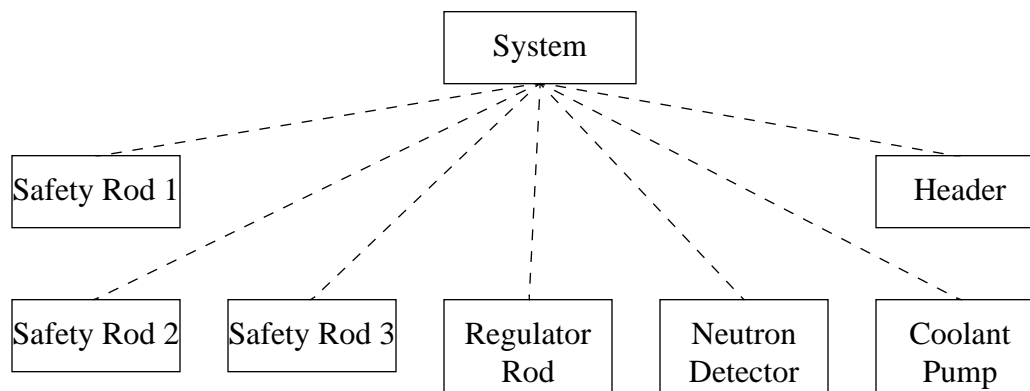 System
Safety Rod 1
Header
Safety Rod 2
Safety Rod 3
Regulator
Rod
Neutron
Detector
Coolant
Pump